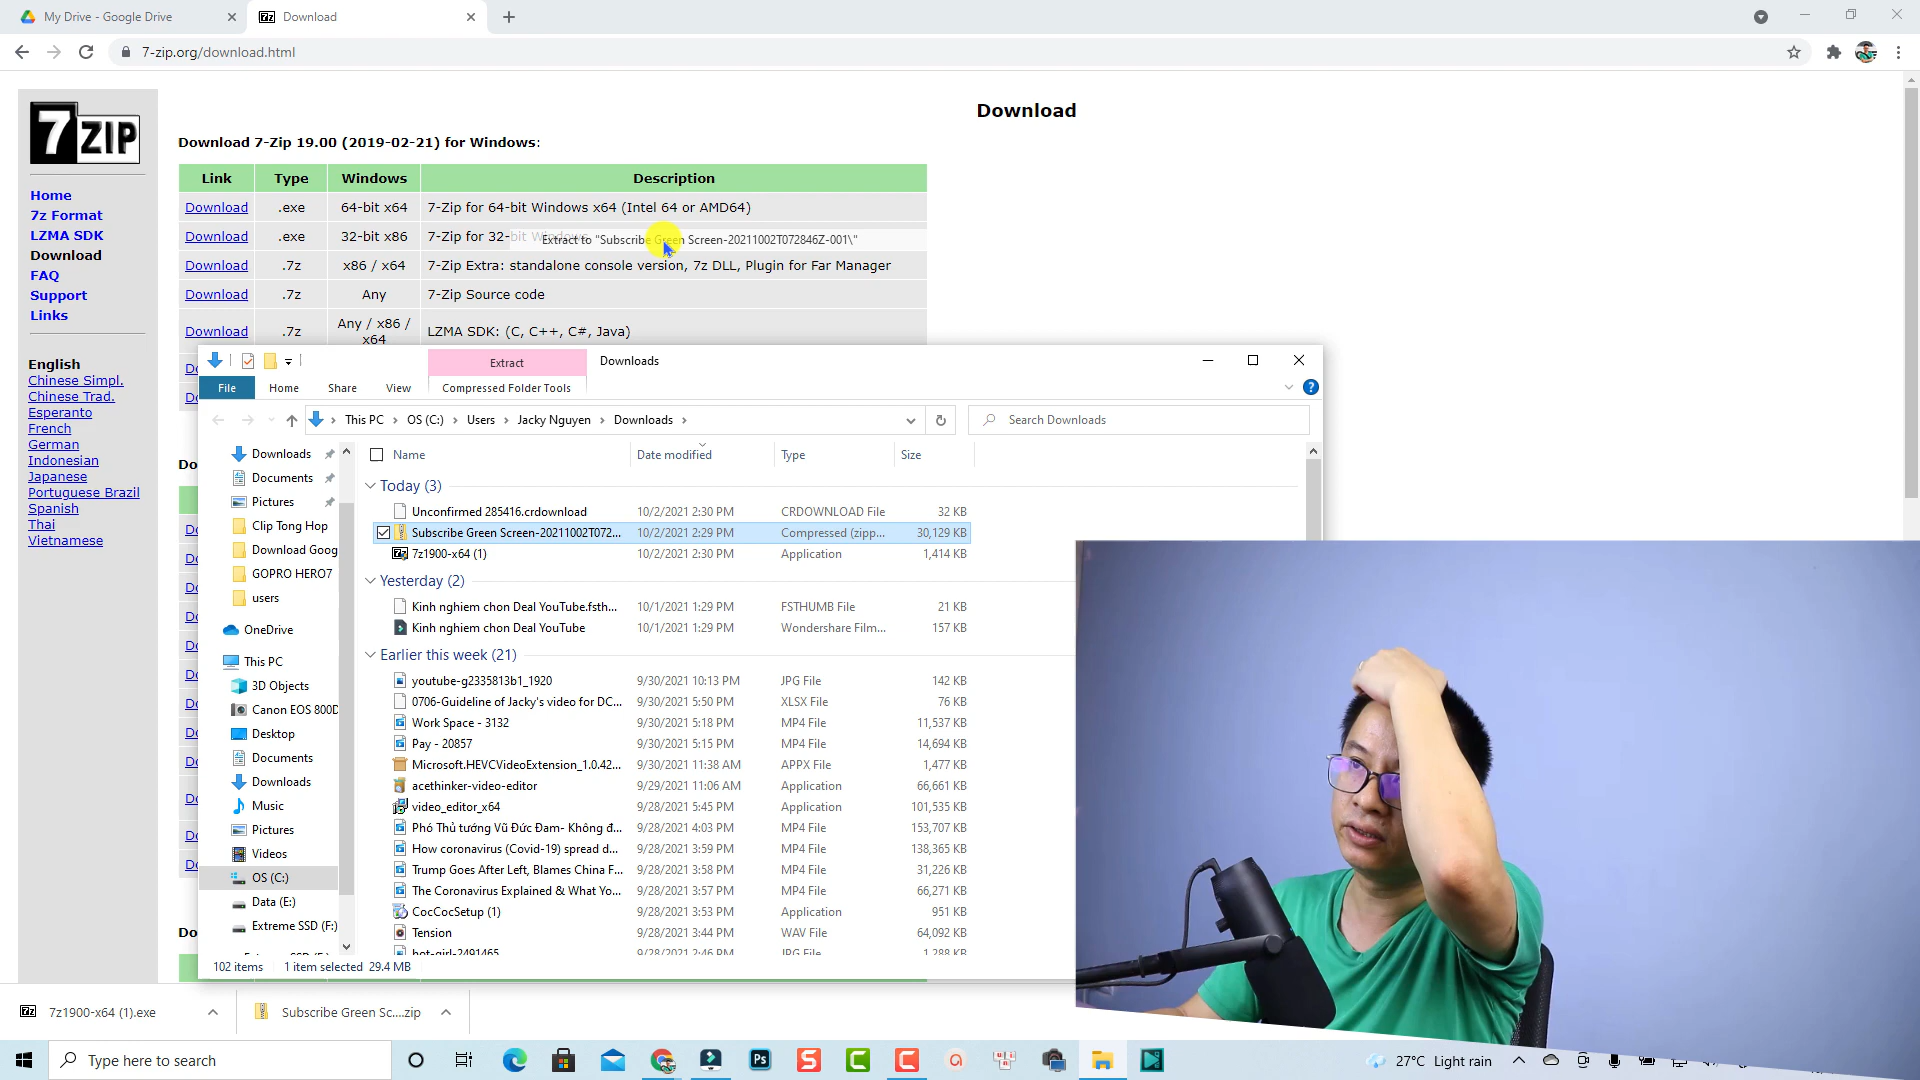 My Drive - Google Drive
Download
7-zip.org/download.html
7ZIP
Home
7z Format
LZMA SDK
Download
FAQ
Support
Links
English
Chinese Simpl.
Chinese Trad.
Esperanto
French
German
Indonesian
Japanese
Portuguese Brazil
Spanish
Thai
Vietnamese
Download
Download 7-Zip 19.00 (2019-02-21) for Windows:
Link Type Windows Description
Download .exe 64-bit x64 7-Zip for 64-bit Windows x64 (Intel 64 or AMD64)
Download .exe 32-bit x86 7-Zip for 32-bit Windows
Extract to "Subscribe Green Screen-20211002T072846Z-001\"
Download .7z x86 / x64 7-Zip Extra: standalone console version, 7z DLL, Plugin for Far Manager
Download .7z Any 7-Zip Source code
Download .7z Any / x86 / x64 LZMA SDK: (C, C++, C#, Java)
Extract Downloads
File Home Share View Compressed Folder Tools
This PC OS (C:) Users Jacky Nguyen Downloads
Search Downloads
Downloads
Documents
Pictures
Clip Tong Hop
Download Goog
GOPRO HERO7
users
OneDrive
This PC
3D Objects
Canon EOS 800D
Desktop
Documents
Downloads
Music
Pictures
Videos
OS (C:)
Data (E:)
Extreme SSD (F:)
Name Date modified Type Size
Today (3)
Unconfirmed 285416.crdownload 10/2/2021 2:30 PM CRDOWNLOAD File 32 KB
Subscribe Green Screen-20211002T072... 10/2/2021 2:29 PM Compressed (zipp... 30,129 KB
7z1900-x64 (1) 10/2/2021 2:30 PM Application 1,414 KB
Yesterday (2)
Kinh nghiem chon Deal YouTube.fsth... 10/1/2021 1:29 PM FSTHUMB File 21 KB
Kinh nghiem chon Deal YouTube 10/1/2021 1:29 PM Wondershare Film... 157 KB
Earlier this week (21)
youtube-g2335813b1_1920 9/30/2021 10:13 PM JPG File 142 KB
0706-Guideline of Jacky's video for DC... 9/30/2021 5:50 PM XLSX File 76 KB
Work Space - 3132 9/30/2021 5:18 PM MP4 File 11,537 KB
Pay - 20857 9/30/2021 5:15 PM MP4 File 14,694 KB
Microsoft.HEVCVideoExtension_1.0.42... 9/30/2021 11:38 AM APPX File 1,477 KB
acethinker-video-editor 9/29/2021 11:06 AM Application 66,661 KB
video_editor_x64 9/28/2021 5:45 PM Application 101,535 KB
Phó Thủ tướng Vũ Đức Đam- Không đ... 9/28/2021 4:03 PM MP4 File 153,707 KB
How coronavirus (Covid-19) spread d... 9/28/2021 3:59 PM MP4 File 138,365 KB
Trump Goes After Left, Blames China F... 9/28/2021 3:58 PM MP4 File 31,226 KB
The Coronavirus Explained & What Yo... 9/28/2021 3:57 PM MP4 File 66,271 KB
CocCocSetup (1) 9/28/2021 3:53 PM Application 951 KB
Tension 9/28/2021 3:44 PM WAV File 64,092 KB
hot-girl-2491465 9/28/2021 2:46 PM JPG File 1,288 KB
102 items 1 item selected 29.4 MB
7z1900-x64 (1).exe
Subscribe Green Sc....zip
Type here to search
27°C Light rain